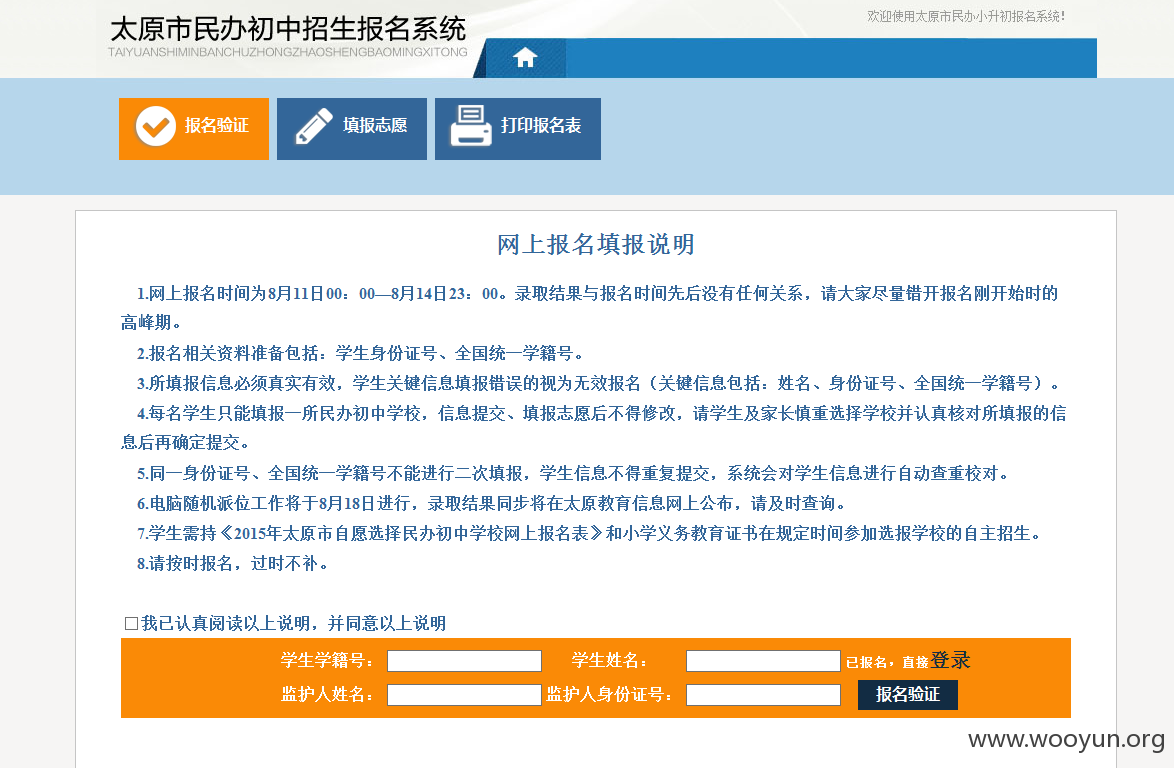 太原市民办初中招生报名系统
TAIYUANSHIMINBANCHUZHONGZHAOSHENGBAOMINGXITONG
欢迎使用太原市民办小升初报名系统！
报名验证
填报志愿
打印报名表
网上报名填报说明
1.网上报名时间为8月11日00：00—8月14日23：00。录取结果与报名时间先后没有任何关系，请大家尽量错开报名刚开始时的
高峰期。
2.报名相关资料准备包括：学生身份证号、全国统一学籍号。
3.所填报信息必须真实有效，学生关键信息填报错误的视为无效报名（关键信息包括：姓名、身份证号、全国统一学籍号）。
4.每名学生只能填报一所民办初中学校，信息提交、填报志愿后不得修改，请学生及家长慎重选择学校并认真核对所填报的信
息后再确定提交。
5.同一身份证号、全国统一学籍号不能进行二次填报，学生信息不得重复提交，系统会对学生信息进行自动查重校对。
6.电脑随机派位工作将于8月18日进行，录取结果同步将在太原教育信息网上公布，请及时查询。
7.学生需持《2015年太原市自愿选择民办初中学校网上报名表》和小学义务教育证书在规定时间参加选报学校的自主招生。
8.请按时报名，过时不补。
我已认真阅读以上说明，并同意以上说明
学生学籍号： 学生姓名： 已报名，直接登录
监护人姓名： 监护人身份证号： 报名验证
www.wooyun.org